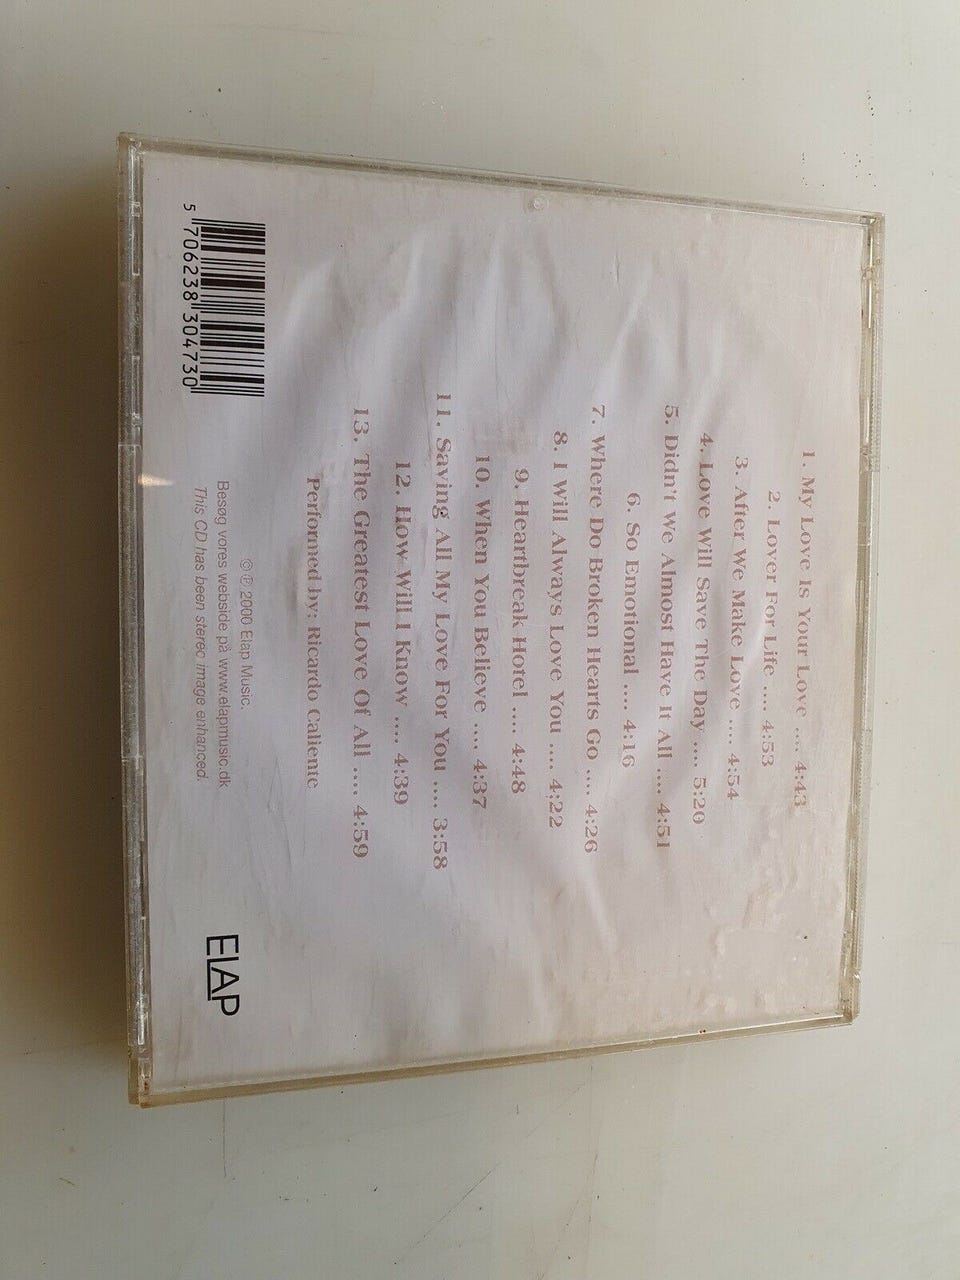 1. My Love Is Your Love .... 4:43
2. Lover For Life .... 4:53
3. After We Make Love .... 4:54
4. Love Will Save The Day .... 5:20
5. Didn't We Almost Have It All .... 4:51
6. So Emotional .... 4:16
7. Where Do Broken Hearts Go .... 4:26
8. I Will Always Love You .... 4:22
9. Heartbreak Hotel .... 4:48
10. When You Believe .... 4:37
11. Saving All My Love For You .... 3:58
12. How Will I Know .... 4:39
13. The Greatest Love Of All .... 4:59
Performed by: Ricardo Caliente
5 706238 304730
© ℗ 2000 Elap Music.
Besøg vores webside på www.elapmusic.dk
This CD has been stereo image enhanced.
ELAP